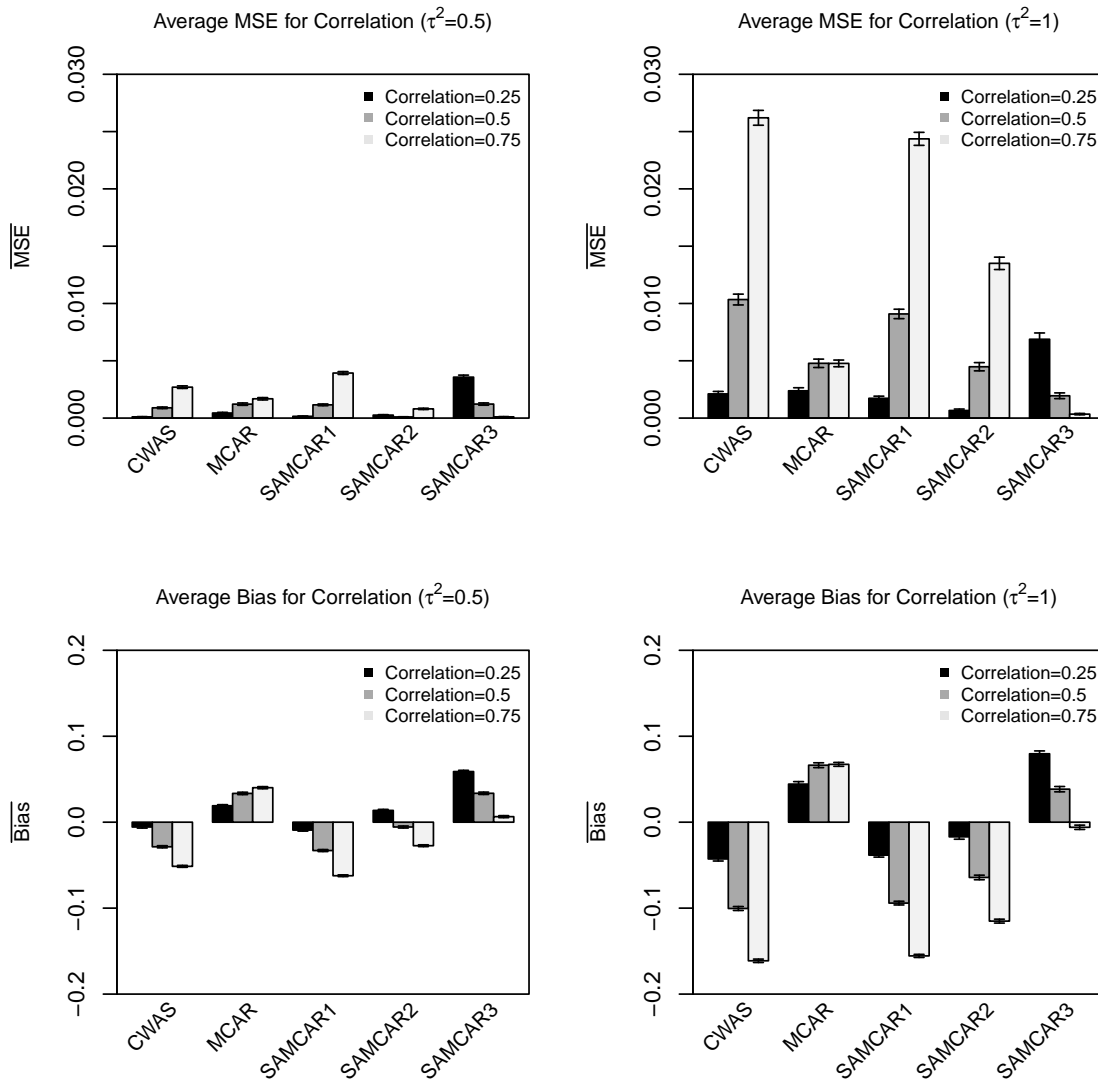 Average MSE for Correlation (τ²=0.5)
0.030
0.020
0.010
0.000
MSE
Correlation=0.25
Correlation=0.5
Correlation=0.75
CWAS
MCAR
SAMCAR1
SAMCAR2
SAMCAR3
Average MSE for Correlation (τ²=1)
0.030
0.020
0.010
0.000
MSE
Correlation=0.25
Correlation=0.5
Correlation=0.75
CWAS
MCAR
SAMCAR1
SAMCAR2
SAMCAR3
Average Bias for Correlation (τ²=0.5)
0.2
0.1
0.0
−0.1
−0.2
Bias
Correlation=0.25
Correlation=0.5
Correlation=0.75
CWAS
MCAR
SAMCAR1
SAMCAR2
SAMCAR3
Average Bias for Correlation (τ²=1)
0.2
0.1
0.0
−0.1
−0.2
Bias
Correlation=0.25
Correlation=0.5
Correlation=0.75
CWAS
MCAR
SAMCAR1
SAMCAR2
SAMCAR3